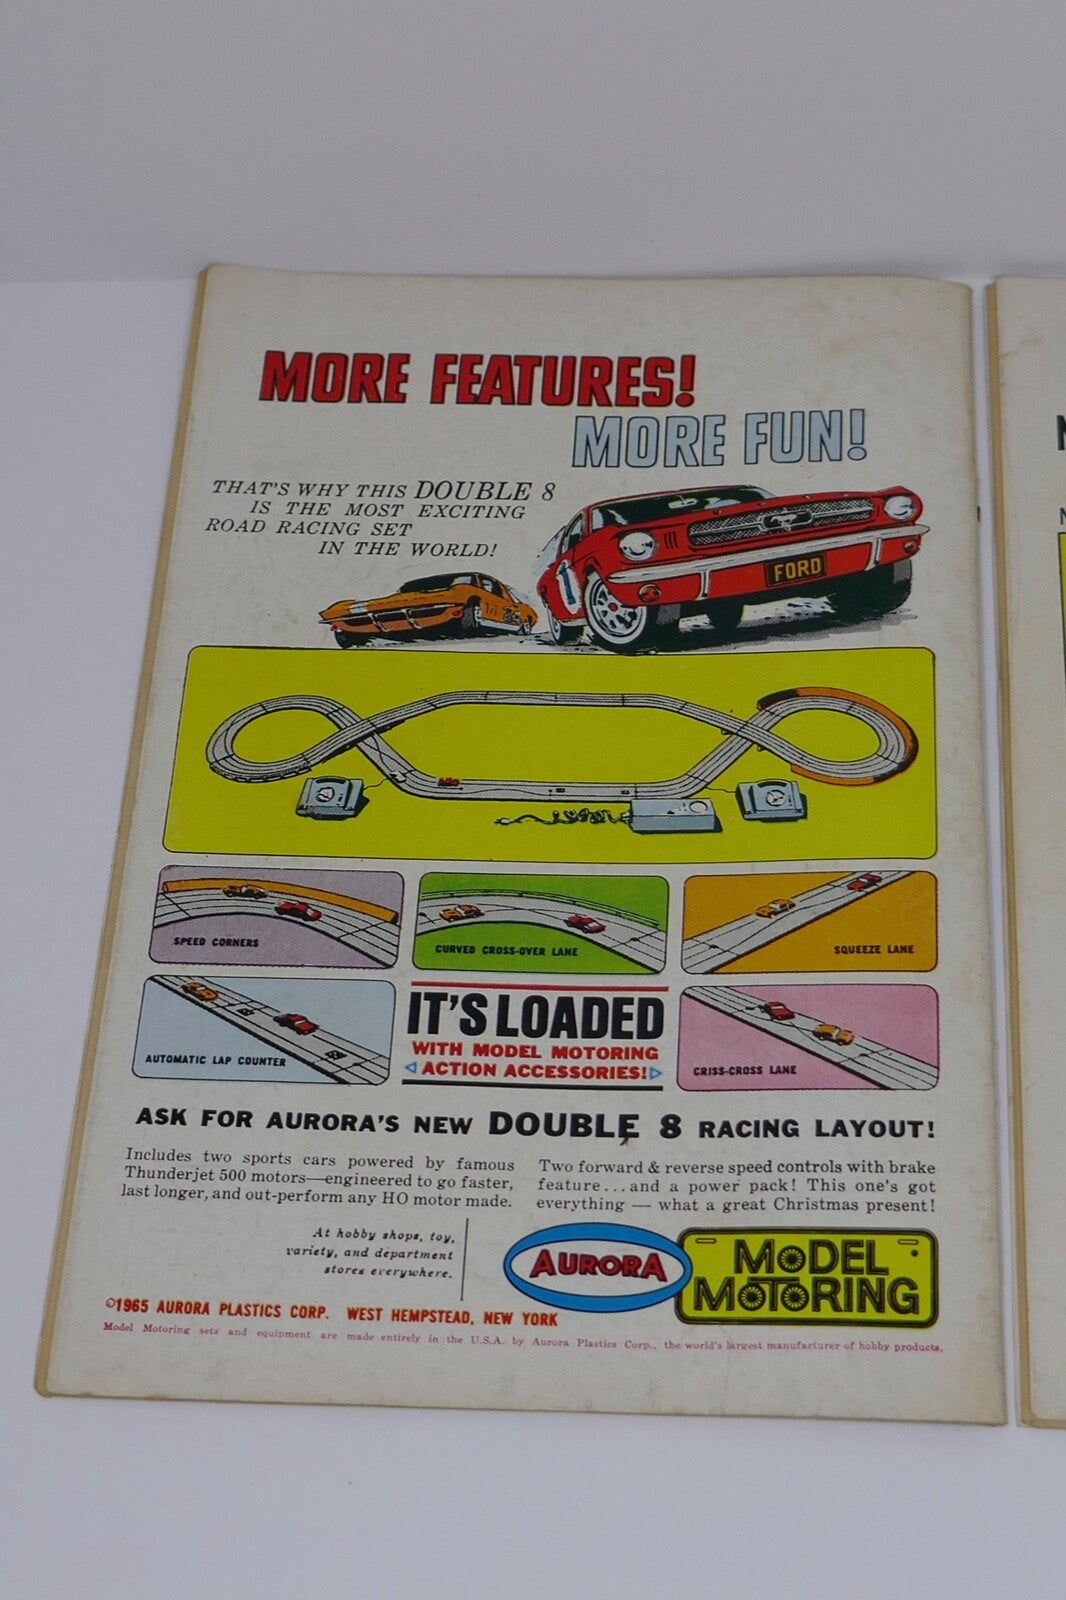 MORE FEATURES!
MORE FUN!
THAT'S WHY THIS DOUBLE 8
IS THE MOST EXCITING
ROAD RACING SET
IN THE WORLD!
FORD
SPEED CORNERS
CURVED CROSS-OVER LANE
SQUEEZE LANE
AUTOMATIC LAP COUNTER
IT'S LOADED
WITH MODEL MOTORING
ACTION ACCESSORIES!
CRISS-CROSS LANE
ASK FOR AURORA'S NEW DOUBLE 8 RACING LAYOUT!
Includes two sports cars powered by famous
Thunderjet 500 motors—engineered to go faster,
last longer, and out-perform any HO motor made.
Two forward & reverse speed controls with brake
feature...and a power pack! This one's got
everything — what a great Christmas present!
At hobby shops, toy,
variety, and department
stores everywhere.
AURORA
MODEL
MOTORING
©1965 AURORA PLASTICS CORP. WEST HEMPSTEAD, NEW YORK
Model Motoring sets and equipment are made entirely in the U.S.A. by Aurora Plastics Corp., the world's largest manufacturer of hobby products.